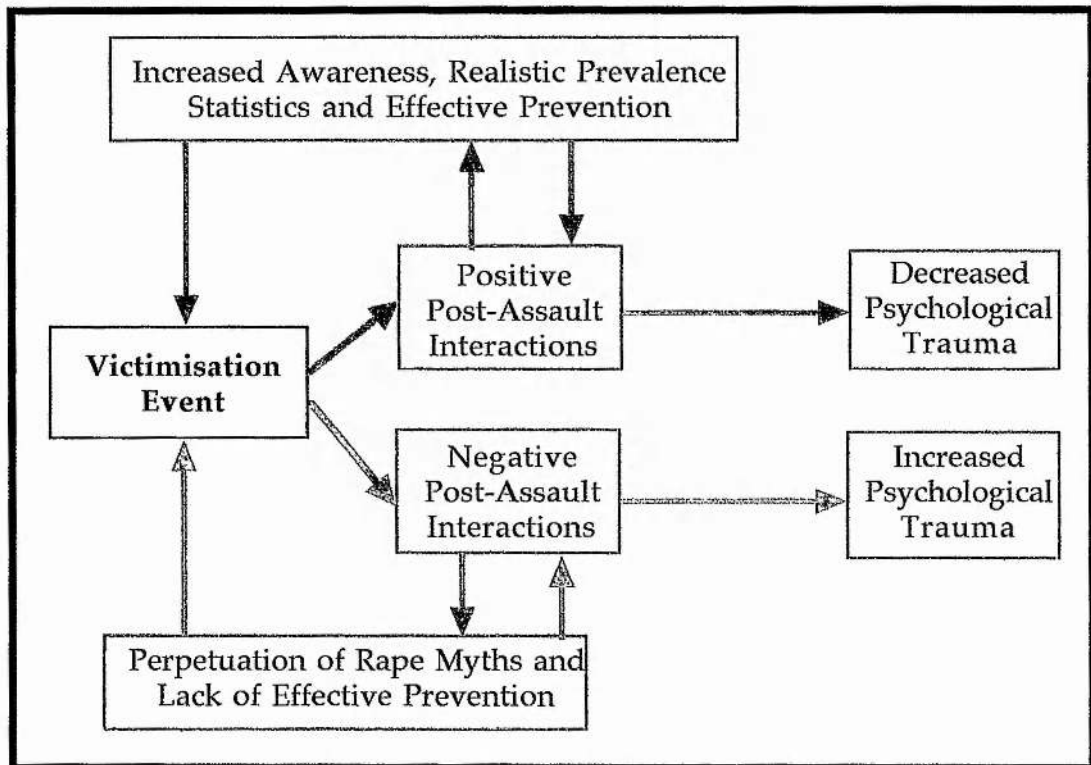 Increased Awareness, Realistic Prevalence
Statistics and Effective Prevention
Positive
Post-Assault
Interactions
Decreased
Psychological
Trauma
Victimisation
Event
Negative
Post-Assault
Interactions
Increased
Psychological
Trauma
Perpetuation of Rape Myths and
Lack of Effective Prevention